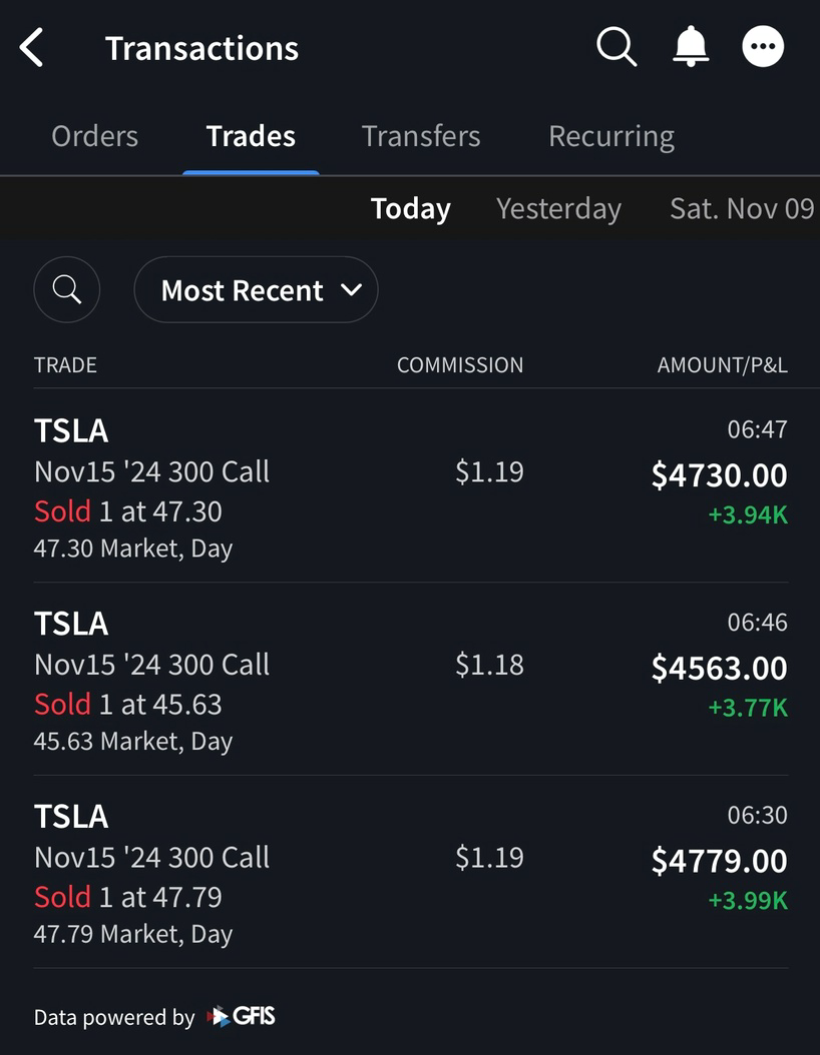 Transactions
Orders Trades Transfers Recurring
Today Yesterday Sat. Nov 09
Most Recent
TRADE COMMISSION AMOUNT/P&L
TSLA 06:47
Nov15 '24 300 Call $1.19 $4730.00
Sold 1 at 47.30 +3.94K
47.30 Market, Day
TSLA 06:46
Nov15 '24 300 Call $1.18 $4563.00
Sold 1 at 45.63 +3.77K
45.63 Market, Day
TSLA 06:30
Nov15 '24 300 Call $1.19 $4779.00
Sold 1 at 47.79 +3.99K
47.79 Market, Day
Data powered by GFIS